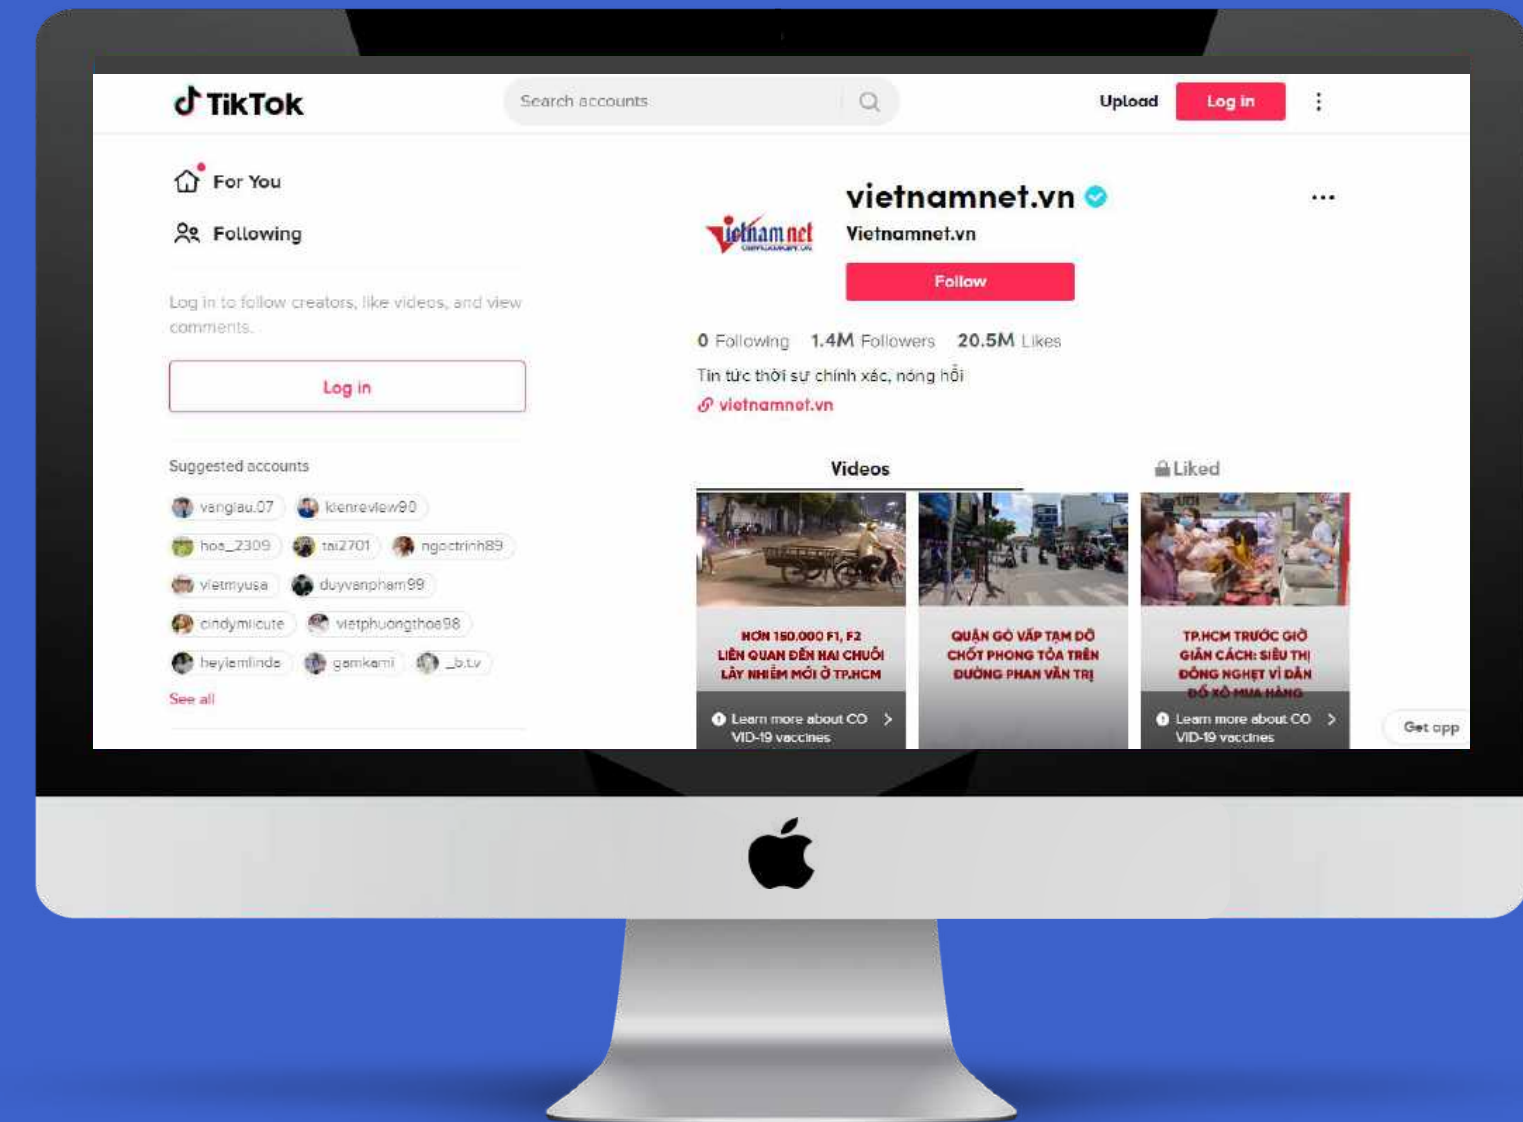 TikTok
Search accounts
Upload
Log in
For You
Following
Log in to follow creators, like videos, and view
comments.
Log in
Suggested accounts
vangiau.07
kienreview90
hoa_2309
tai2701
ngoctrinh89
vietmyusa
duyvanpham99
cindymiicute
vietphuongthoa98
heyiamlinda
gamkami
_b.t.v
See all
vietnamnet.vn
Vietnamnet.vn
Follow
vietnamnet
0 Following 1.4M Followers 20.5M Likes
Tin tức thời sự chính xác, nóng hổi
vietnamnet.vn
Videos
Liked
HƠN 150.000 F1, F2
LIÊN QUAN ĐẾN HAI CHUỖI
LÂY NHIỄM MỚI Ở TP.HCM
Learn more about CO
VID-19 vaccines
QUẬN GÒ VẤP TẠM DỠ
CHỐT PHONG TỎA TRÊN
ĐƯỜNG PHAN VĂN TRỊ
TP.HCM TRƯỚC GIỜ
GIÃN CÁCH: SIÊU THỊ
ĐÔNG NGHẸT VÌ DÂN
ĐỔ XÔ MUA HÀNG
Learn more about CO
VID-19 vaccines
Get app